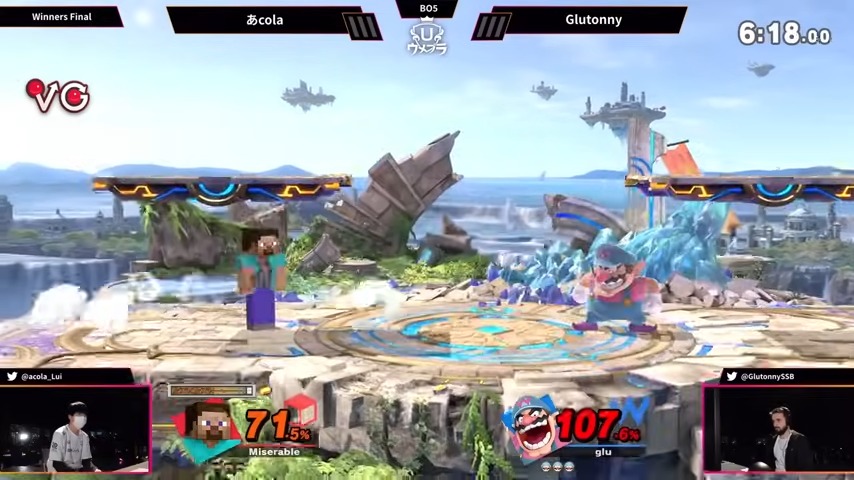 Winners Final
あcola
BO5
Glutonny
6:18.00
U
ウメブラ
VG
@acola_Lui
@GlutonnySSB
71.5%
107.6%
Miserable
glu